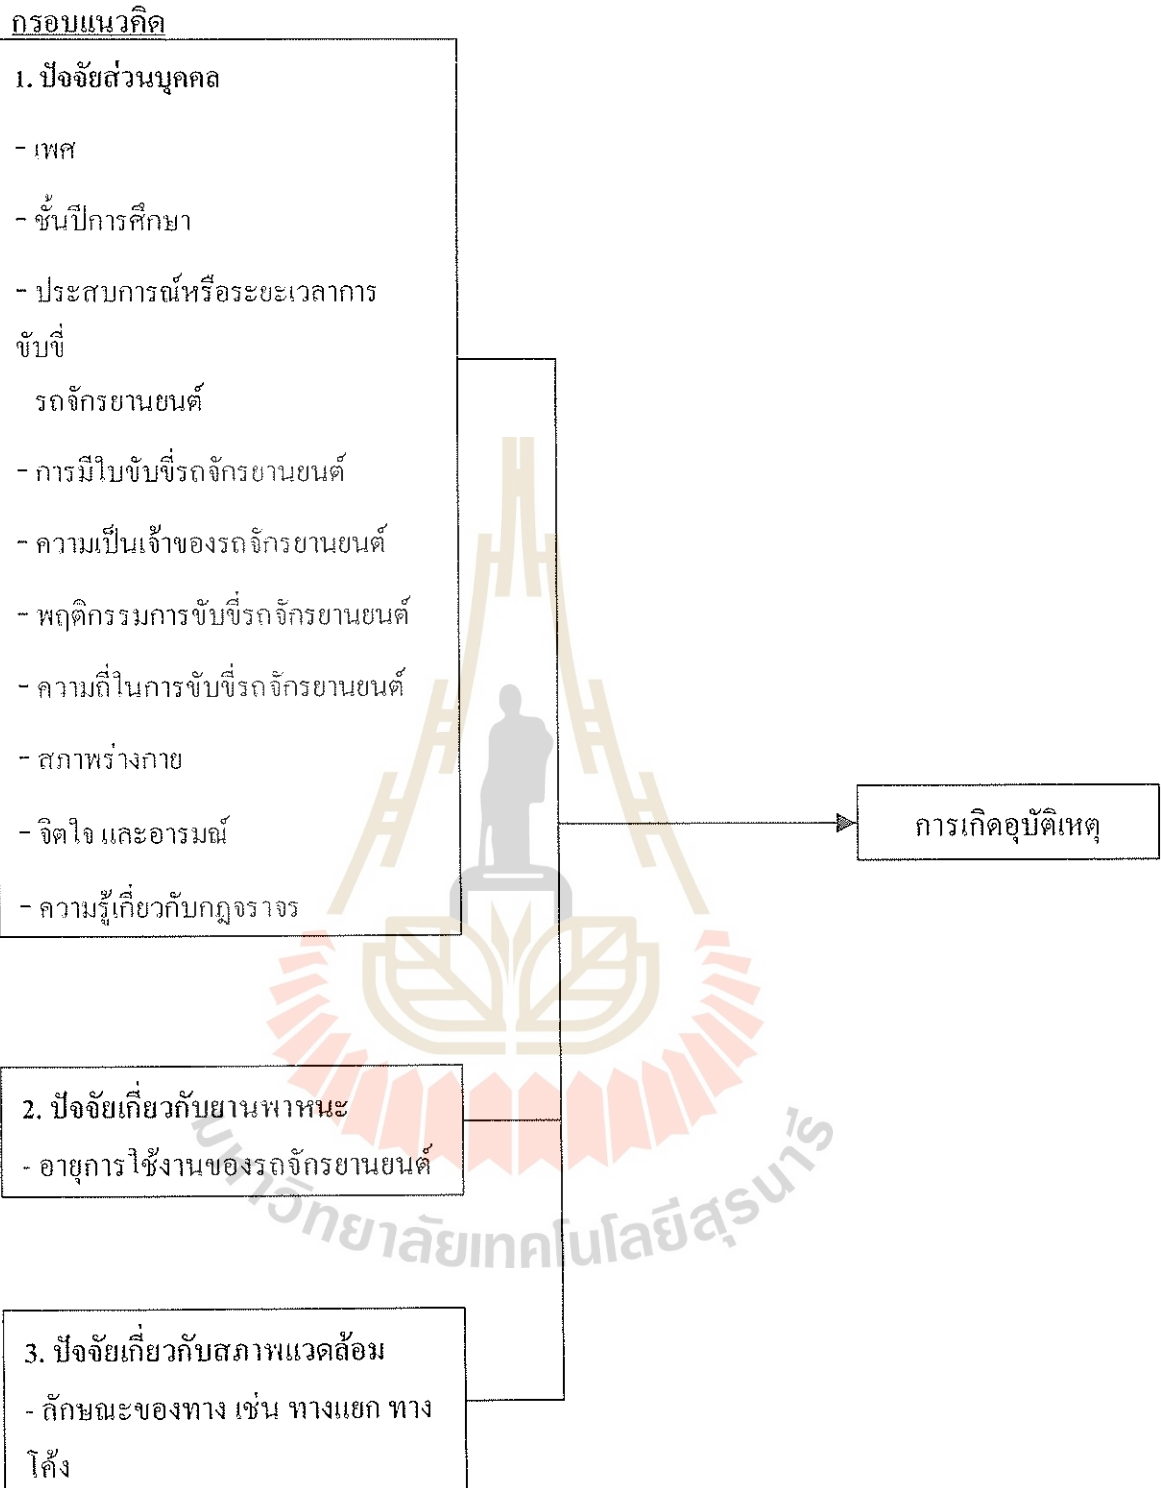 กรอบแนวคิด
1. ปัจจัยส่วนบุคคล
- เพศ
- ชั้นปีการศึกษา
- ประสบการณ์หรือระยะเวลาการ
ขับขี่
รถจักรยานยนต์
- การมีใบขับขี่รถจักรยานยนต์
- ความเป็นเจ้าของรถจักรยานยนต์
- พฤติกรรมการขับขี่รถจักรยานยนต์
- ความถี่ในการขับขี่รถจักรยานยนต์
- สภาพร่างกาย
- จิตใจ และอารมณ์
- ความรู้เกี่ยวกับกฎจราจร
การเกิดอุบัติเหตุ
2. ปัจจัยเกี่ยวกับยานพาหนะ
- อายุการใช้งานของรถจักรยานยนต์
มหาวิทยาลัยเทคโนโลยีสุรนารี
3. ปัจจัยเกี่ยวกับสภาพแวดล้อม
- ลักษณะของทาง เช่น ทางแยก ทาง
โค้ง